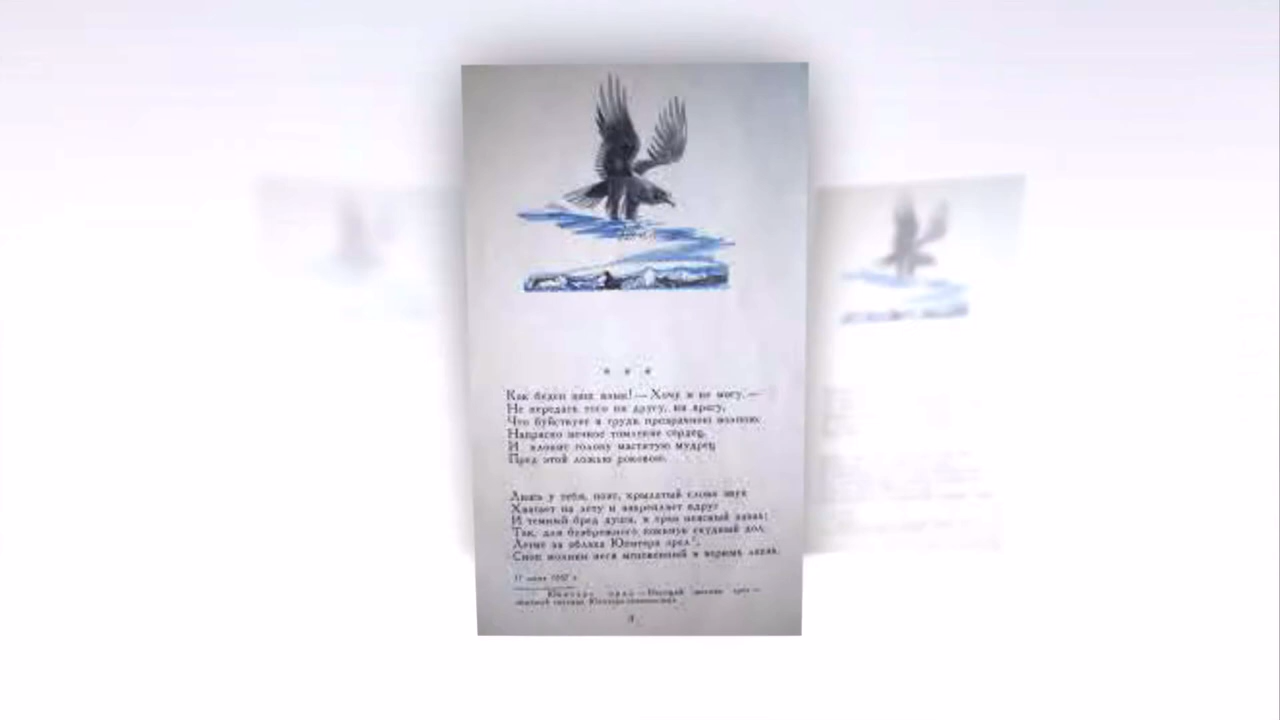 * * *
Как беден наш язык! — Хочу и не могу. —
Не передать того ни другу, ни врагу,
Что буйствует в груди прозрачною волною.
Напрасно вечное томление сердец,
И клонит голову маститую мудрец
Пред этой ложью роковою.
Лишь у тебя, поэт, крылатый слова звук
Хватает на лету и закрепляет вдруг
И темный бред души, и трав неясный запах;
Так, для безбрежного покинув скудный дол,
Летит за облака Юпитера орел¹,
Сноп молнии неся мгновенный в верных лапах.